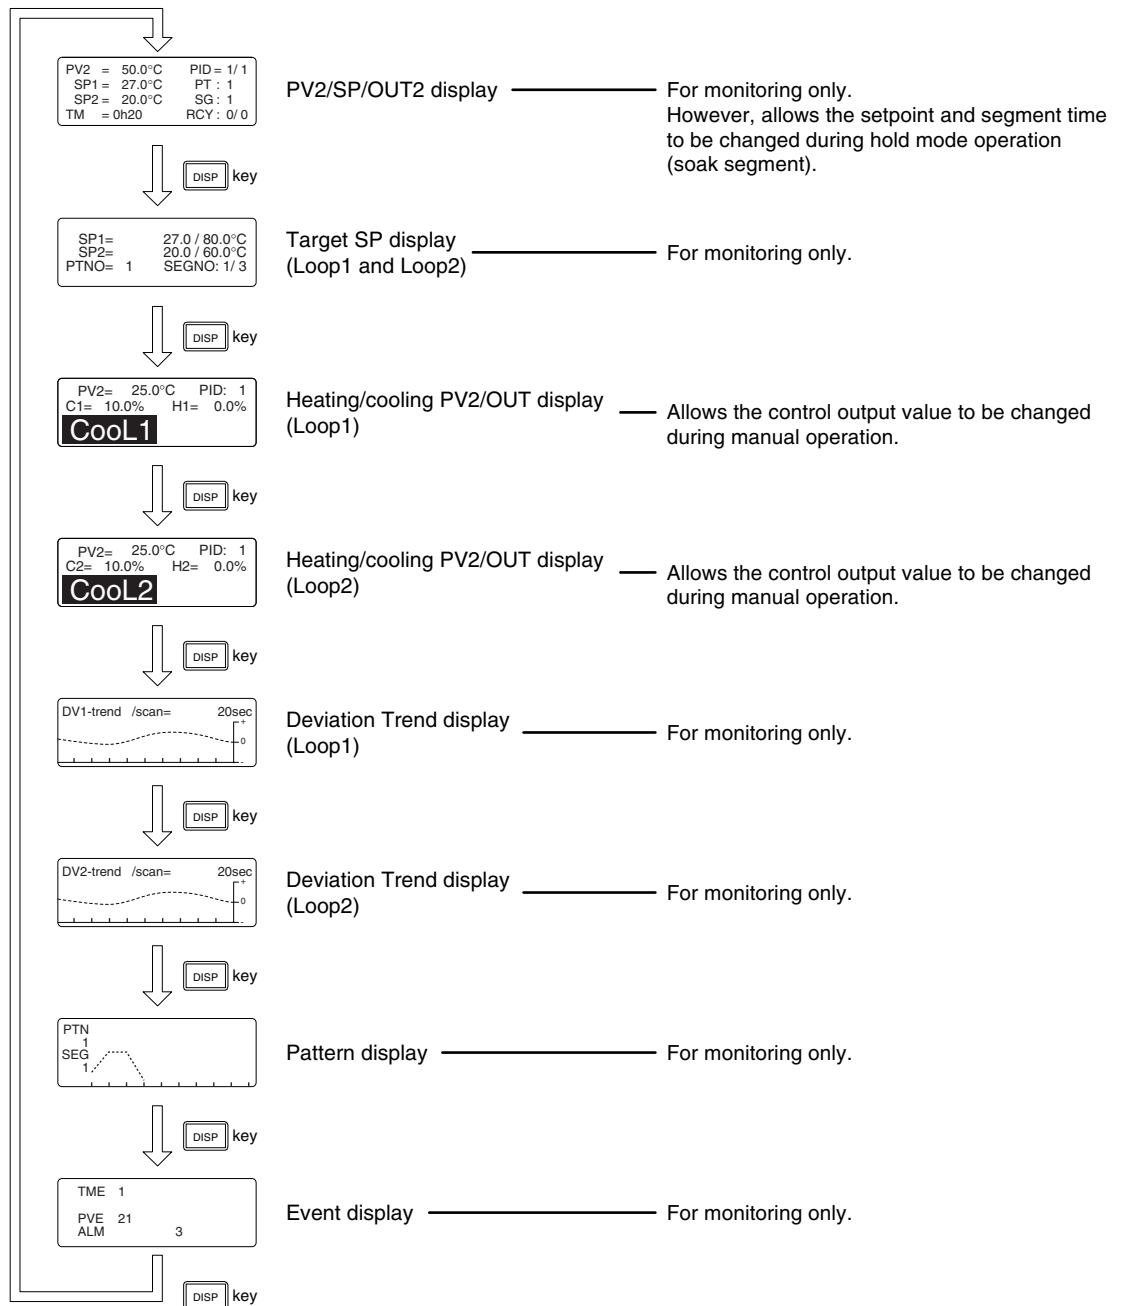 PV2 = 50.0°C PID = 1/ 1
SP1 = 27.0°C PT : 1
SP2 = 20.0°C SG : 1
TM = 0h20 RCY : 0/ 0
PV2/SP/OUT2 display
For monitoring only.
However, allows the setpoint and segment time
to be changed during hold mode operation
(soak segment).
DISP key
SP1= 27.0 / 80.0°C
SP2= 20.0 / 60.0°C
PTNO= 1 SEGNO: 1/ 3
Target SP display
(Loop1 and Loop2)
For monitoring only.
DISP key
PV2= 25.0°C PID: 1
C1= 10.0% H1= 0.0%
CooL1
Heating/cooling PV2/OUT display
(Loop1)
Allows the control output value to be changed
during manual operation.
DISP key
PV2= 25.0°C PID: 1
C2= 10.0% H2= 0.0%
CooL2
Heating/cooling PV2/OUT display
(Loop2)
Allows the control output value to be changed
during manual operation.
DISP key
DV1-trend /scan= 20sec
+
0
-
Deviation Trend display
(Loop1)
For monitoring only.
DISP key
DV2-trend /scan= 20sec
+
0
-
Deviation Trend display
(Loop2)
For monitoring only.
DISP key
PTN
1
SEG
1
Pattern display
For monitoring only.
DISP key
TME 1
PVE 21
ALM 3
Event display
For monitoring only.
DISP key